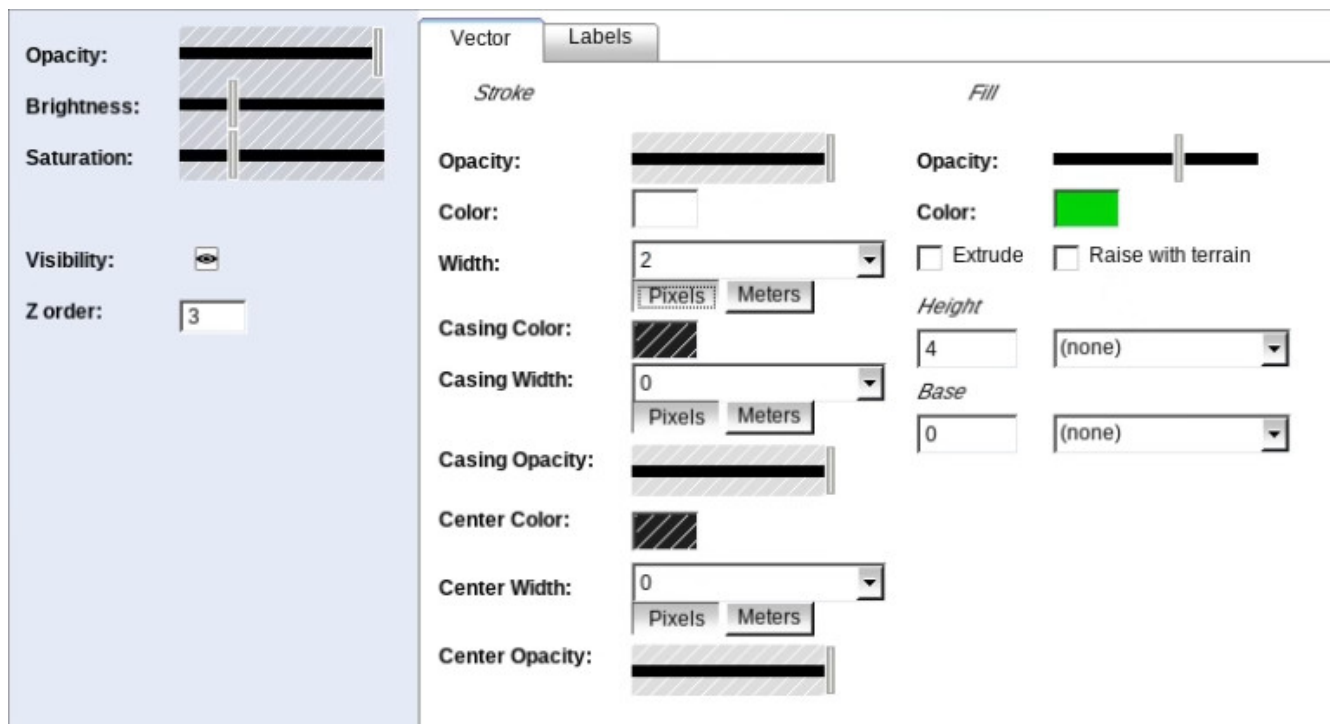 Opacity:
Brightness:
Saturation:
Visibility:
Z order:
3
Vector
Labels
Stroke
Opacity:
Color:
Width:
2
Pixels
Meters
Casing Color:
Casing Width:
0
Pixels
Meters
Casing Opacity:
Center Color:
Center Width:
0
Pixels
Meters
Center Opacity:
Fill
Opacity:
Color:
Extrude
Raise with terrain
Height
4
(none)
Base
0
(none)